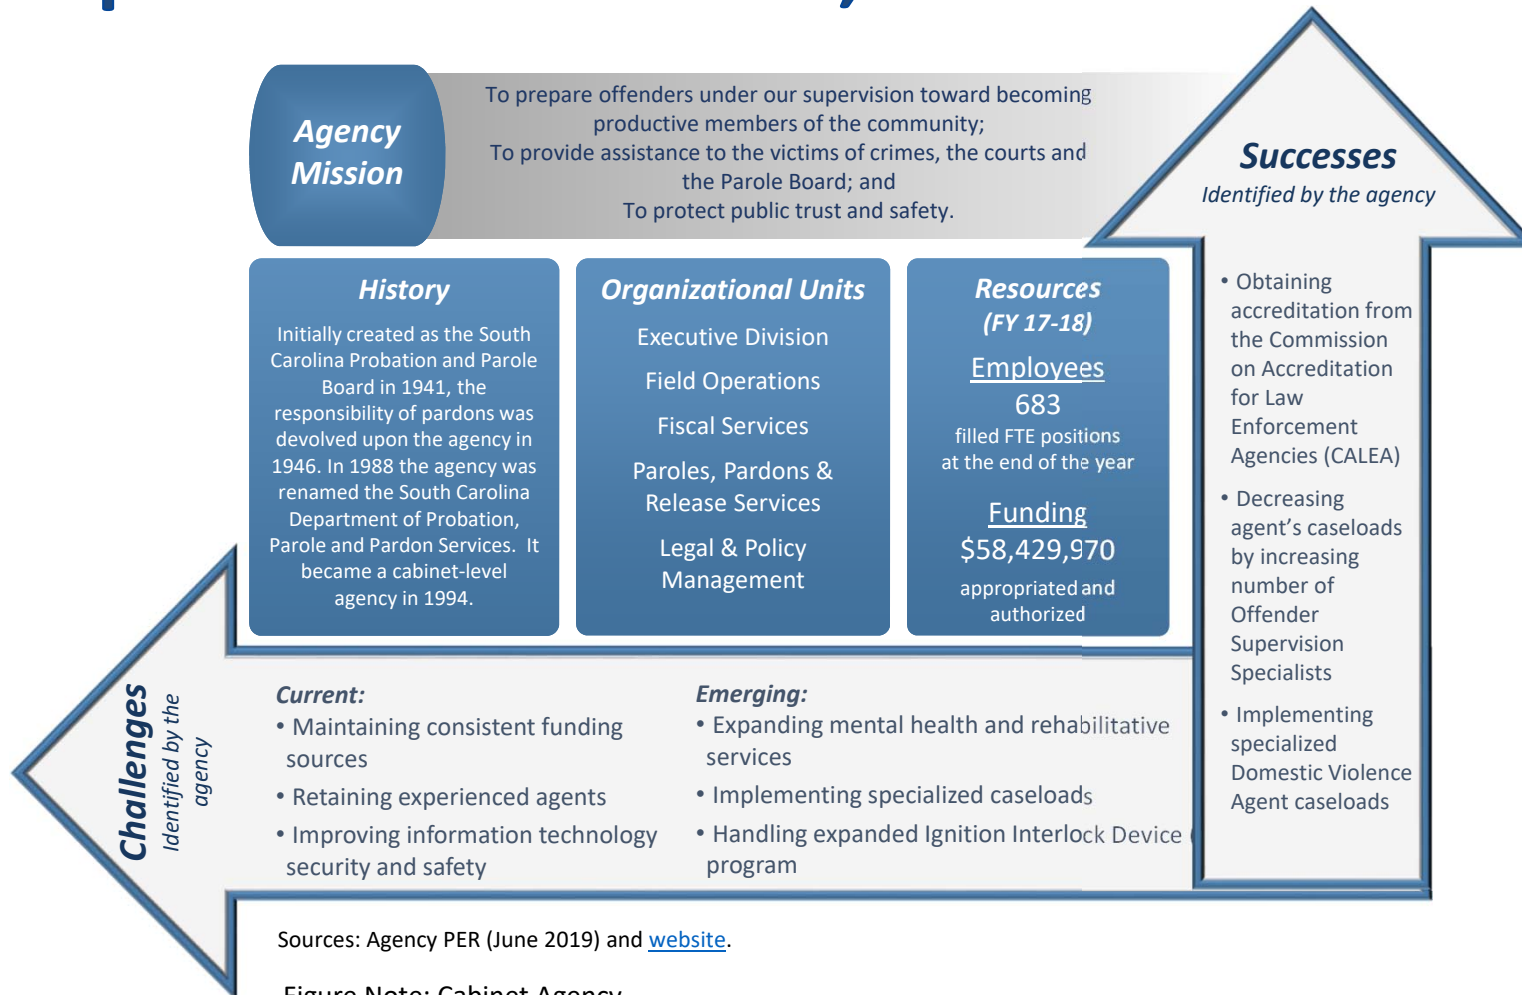 Agency
Mission
To prepare offenders under our supervision toward becoming
productive members of the community;
To provide assistance to the victims of crimes, the courts and
the Parole Board; and
To protect public trust and safety.
Successes
Identified by the agency
• Obtaining
accreditation from
the Commission
on Accreditation
for Law
Enforcement
Agencies (CALEA)
• Decreasing
agent’s caseloads
by increasing
number of
Offender
Supervision
Specialists
• Implementing
specialized
Domestic Violence
Agent caseloads
History
Initially created as the South
Carolina Probation and Parole
Board in 1941, the
responsibility of pardons was
devolved upon the agency in
1946. In 1988 the agency was
renamed the South Carolina
Department of Probation,
Parole and Pardon Services.  It
became a cabinet-level
agency in 1994.
Organizational Units
Executive Division
Field Operations
Fiscal Services
Paroles, Pardons &
Release Services
Legal & Policy
Management
Resources
(FY 17-18)
Employees
683
filled FTE positions
at the end of the year
Funding
$58,429,970
appropriated and
authorized
Challenges
Identified by the
agency
Current:
• Maintaining consistent funding
sources
• Retaining experienced agents
• Improving information technology
security and safety
Emerging:
• Expanding mental health and rehabilitative
services
• Implementing specialized caseloads
• Handling expanded Ignition Interlock Device (
program
Sources: Agency PER (June 2019) and website.
Figure Note: Cabinet Agency